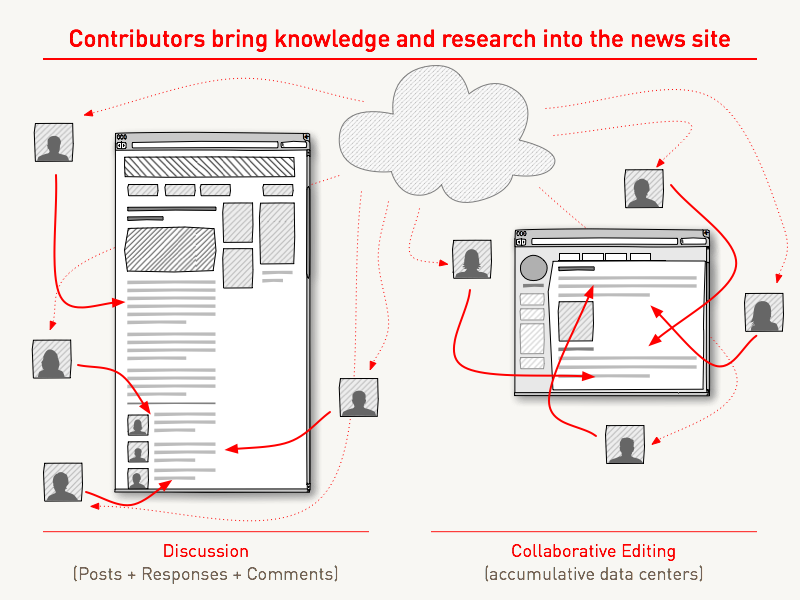 Contributors bring knowledge and research into the news site
Discussion
(Posts + Responses + Comments)
Collaborative Editing
(accumulative data centers)